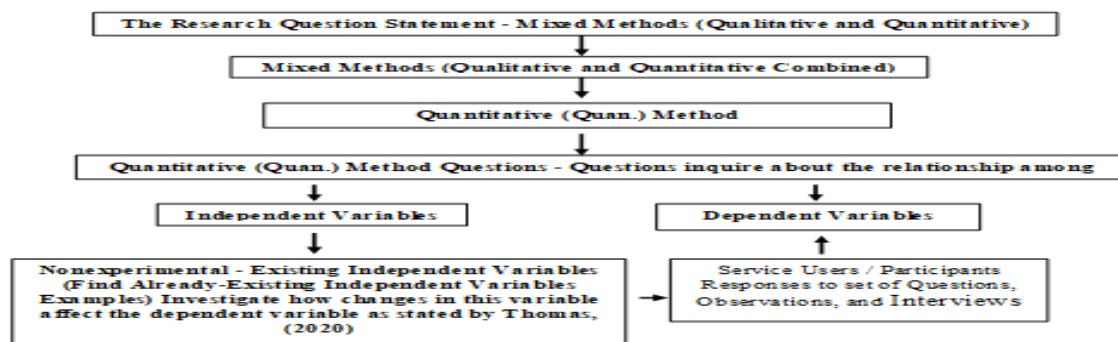 The Research Question Statement - Mixed Methods (Qualitative and Quantitative)
Mixed Methods (Qualitative and Quantitative Combined)
Quantitative (Quan.) Method
Quantitative (Quan.) Method Questions - Questions inquire about the relationship among
Independent Variables
Dependent Variables
Nonexperimental - Existing Independent Variables
(Find Already-Existing Independent Variables
Examples) Investigate how changes in this variable
affect the dependent variable as stated by Thomas,
(2020)
Service Users / Participants
Responses to set of Questions,
Observations, and Interviews